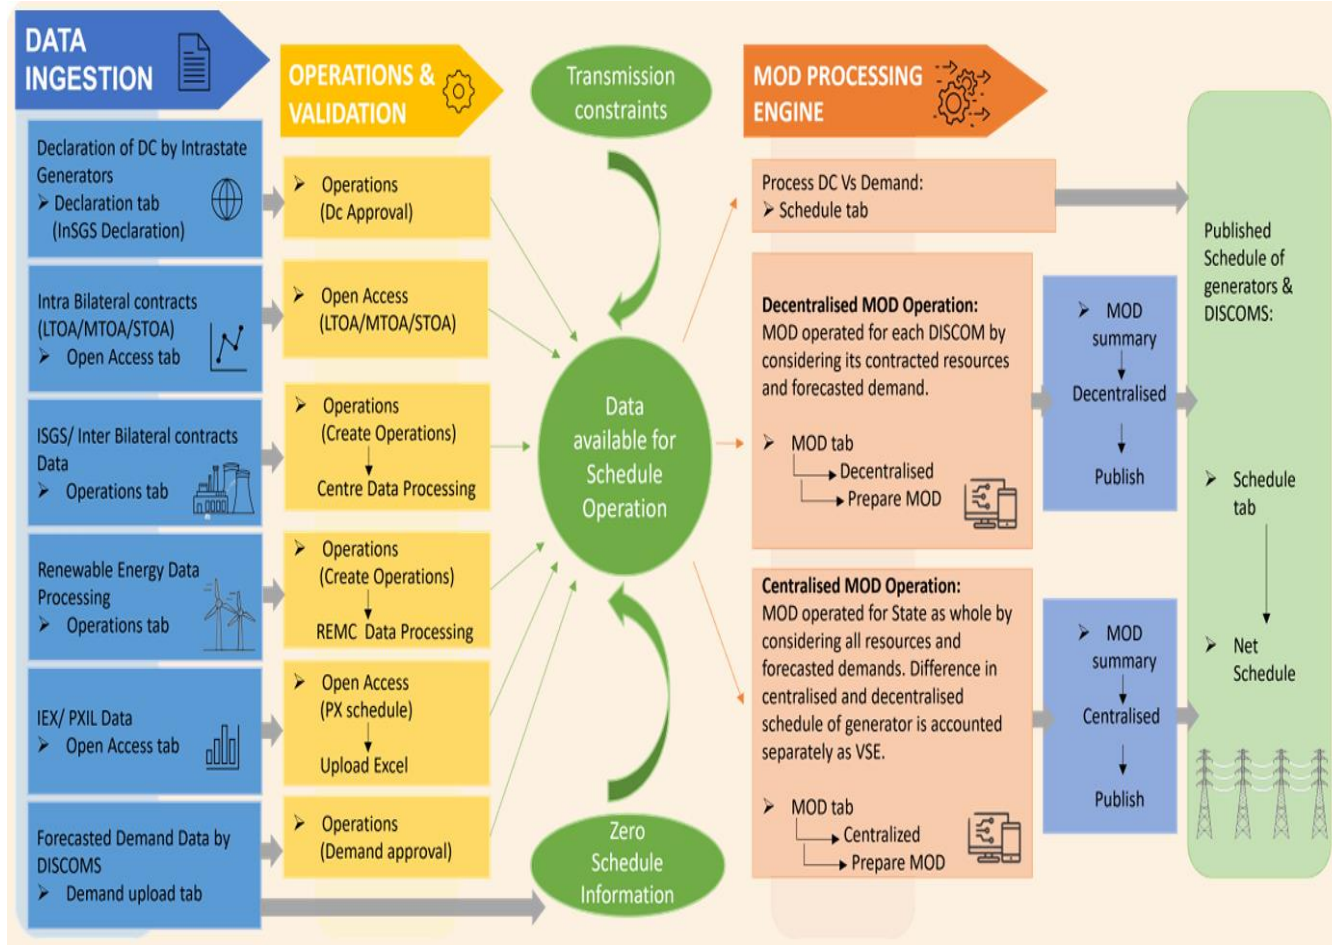 DATA
INGESTION
Declaration of DC by Intrastate
Generators
➤ Declaration tab
(InSGS Declaration)
Intra Bilateral contracts
(LTOA/MTOA/STOA)
➤ Open Access tab
ISGS/ Inter Bilateral contracts
Data
➤ Operations tab
Renewable Energy Data
Processing
➤ Operations tab
IEX/ PXIL Data
➤ Open Access tab
Forecasted Demand Data by
DISCOMS
➤ Demand upload tab
OPERATIONS &
VALIDATION
➤ Operations
(Dc Approval)
➤ Open Access
(LTOA/MTOA/STOA)
➤ Operations
(Create Operations)
Centre Data Processing
➤ Operations
(Create Operations)
REMC Data Processing
➤ Open Access
(PX schedule)
Upload Excel
➤ Operations
(Demand approval)
Transmission
constraints
Data
available for
Schedule
Operation
Zero
Schedule
Information
MOD PROCESSING
ENGINE
Process DC Vs Demand:
➤ Schedule tab
Decentralised MOD Operation:
MOD operated for each DISCOM by
considering its contracted resources
and forecasted demand.
➤ MOD tab
Decentralised
Prepare MOD
Centralised MOD Operation:
MOD operated for State as whole by
considering all resources and
forecasted demands. Difference in
centralised and decentralised
schedule of generator is accounted
separately as VSE.
➤ MOD tab
Centralized
Prepare MOD
➤ MOD
summary
Decentralised
Publish
➤ MOD
summary
Centralised
Publish
Published
Schedule of
generators &
DISCOMS:
➤ Schedule
tab
➤ Net
Schedule